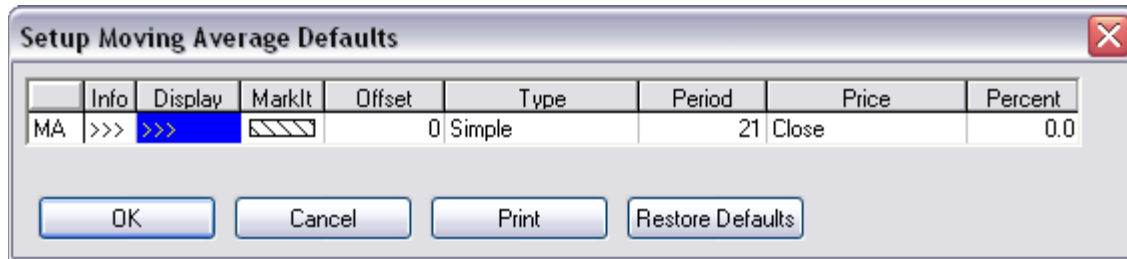 Setup Moving Average Defaults
Info Display MarkIt Offset Type Period Price Percent
MA >>> >>> 0 Simple 21 Close 0.0
OK Cancel Print Restore Defaults